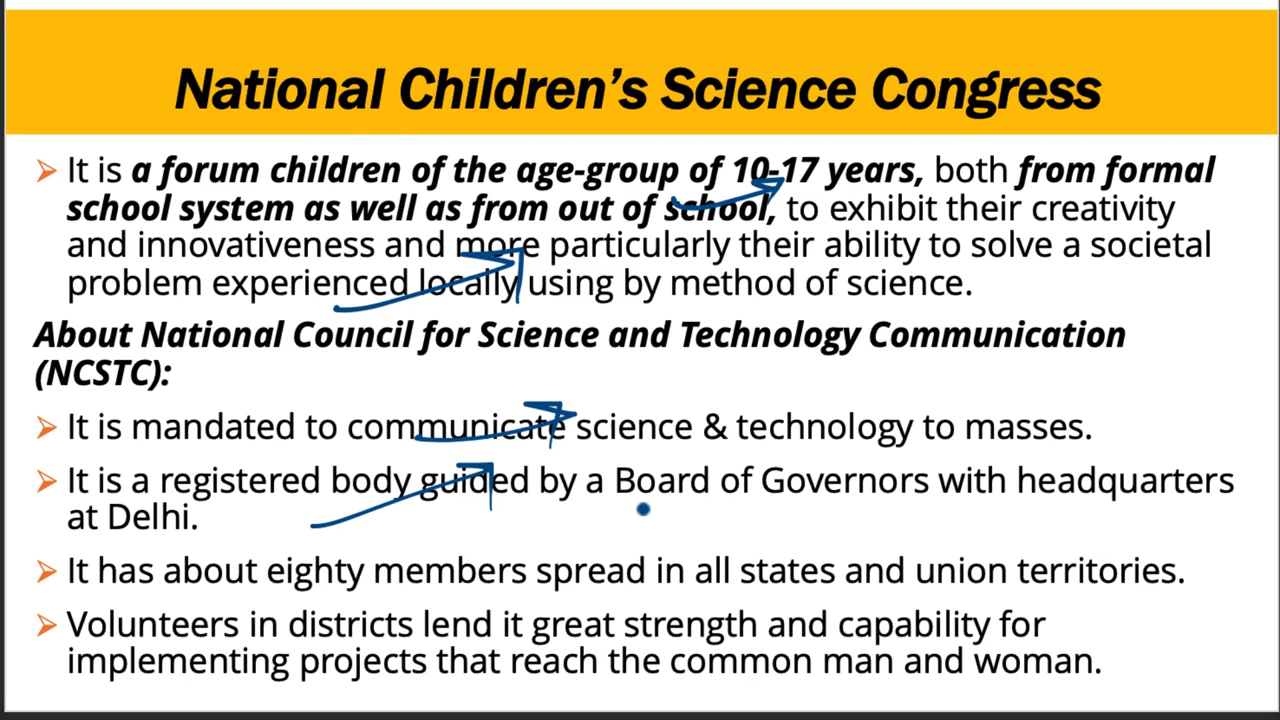 National Children’s Science Congress
It is a forum children of the age-group of 10-17 years, both from formal
school system as well as from out of school, to exhibit their creativity
and innovativeness and more particularly their ability to solve a societal
problem experienced locally using by method of science.
About National Council for Science and Technology Communication
(NCSTC):
It is mandated to communicate science & technology to masses.
It is a registered body guided by a Board of Governors with headquarters
at Delhi.
It has about eighty members spread in all states and union territories.
Volunteers in districts lend it great strength and capability for
implementing projects that reach the common man and woman.